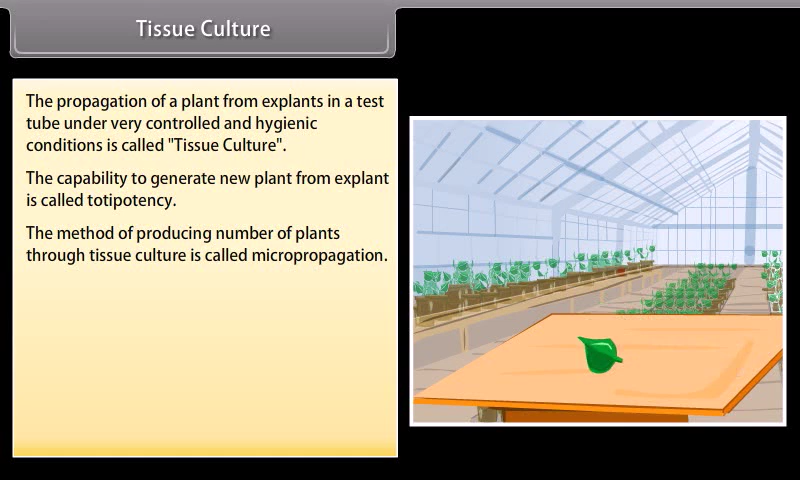 Tissue Culture
The propagation of a plant from explants in a test
tube under very controlled and hygienic
conditions is called "Tissue Culture".
The capability to generate new plant from explant
is called totipotency.
The method of producing number of plants
through tissue culture is called micropropagation.